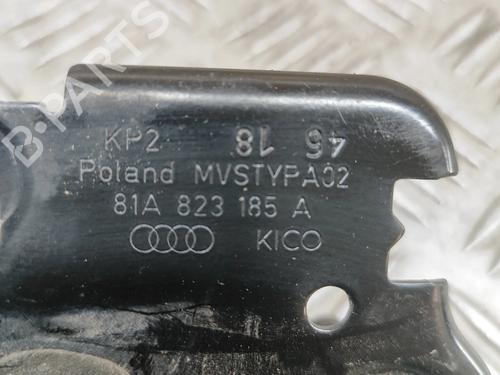 KP2 45 18
Poland MVSTYPA02
81A 823 185 A
KICO
B-PARTS